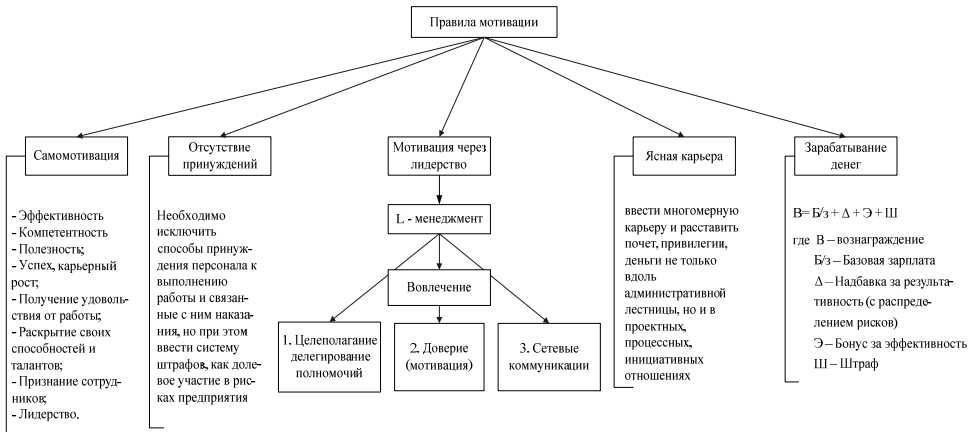 Правила мотивации
Самомотивация
- Эффективность
- Компетентность
- Полезность;
- Успех, карьерный
рост;
- Получение удоволь-
ствия от работы;
- Раскрытие своих
способностей и
талантов;
- Признание сотруд-
ников;
- Лидерство.
Отсутствие
принуждений
Необходимо
исключить
способы принуж-
дения персонала к
выполнению
работы и связан-
ные с ним наказа-
ния, но при этом
ввести систему
штрафов, как доле-
вое участие в рис-
ках предприятия
Мотивация через
лидерство
L - менеджмент
Вовлечение
1. Целеполагание
делегирование
полномочий
2. Доверие
(мотивация)
3. Сетевые
коммуникации
Ясная карьера
ввести многомерную
карьеру и расставить
почет, привилегии,
деньги не только
вдоль
административной
лестницы, но и в
проектных,
процессных,
инициативных
отношениях
Зарабатывание
денег
В= Б/з + Δ + Э + Ш
где В – вознаграждение
Б/з – Базовая зарплата
Δ – Надбавка за результа-
тивность (с распреде-
лением рисков)
Э – Бонус за эффективность
Ш – Штраф